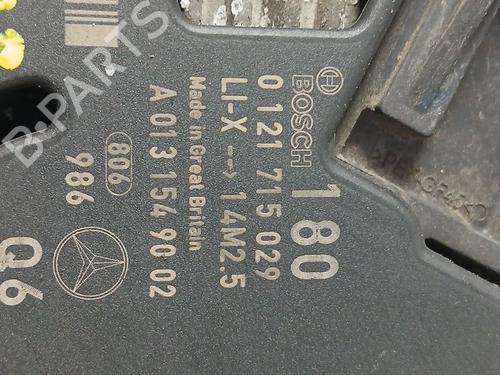 BOSCH 180
0 121 715 029
LI-X --> 14M2.5
Made in Great Britain
A 013 154 90 02
806
986
Q6
B-PARTS